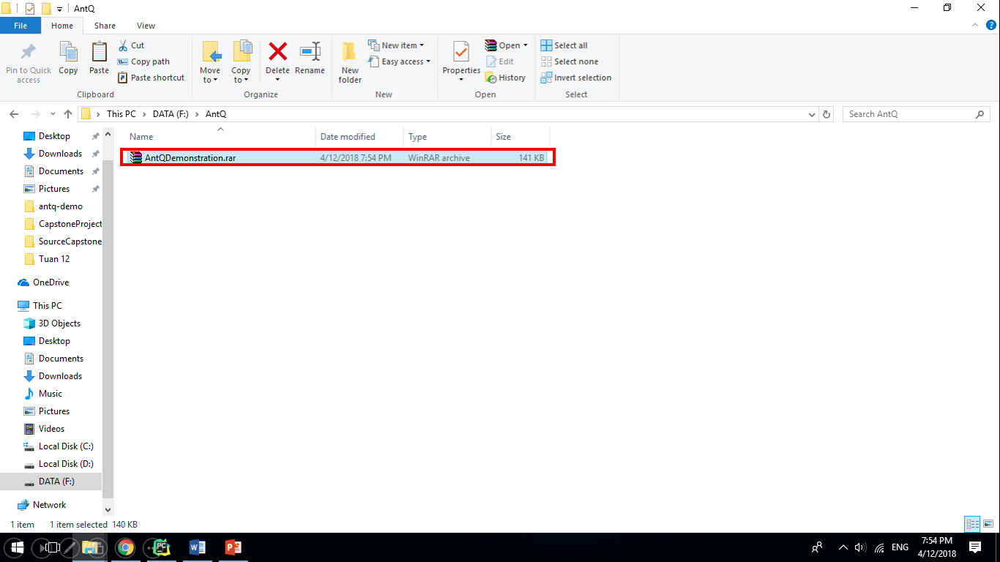 AntQ
File Home Share View
Pin to Quick access
Copy
Paste
Cut
Copy path
Paste shortcut
Clipboard
Move to
Copy to
Delete
Rename
Organize
New folder
New item
Easy access
New
Properties
Open
Edit
History
Open
Select all
Select none
Invert selection
Select
This PC > DATA (F:) > AntQ
Search AntQ
Desktop
Downloads
Documents
Pictures
antq-demo
CapstoneProject
SourceCapstone
Tuan 12
OneDrive
This PC
3D Objects
Desktop
Documents
Downloads
Music
Pictures
Videos
Local Disk (C:)
Local Disk (D:)
DATA (F:)
Network
Name Date modified Type Size
AntQDemonstration.rar 4/12/2018 7:54 PM WinRAR archive 141 KB
1 item 1 item selected 140 KB
ENG
7:54 PM
4/12/2018